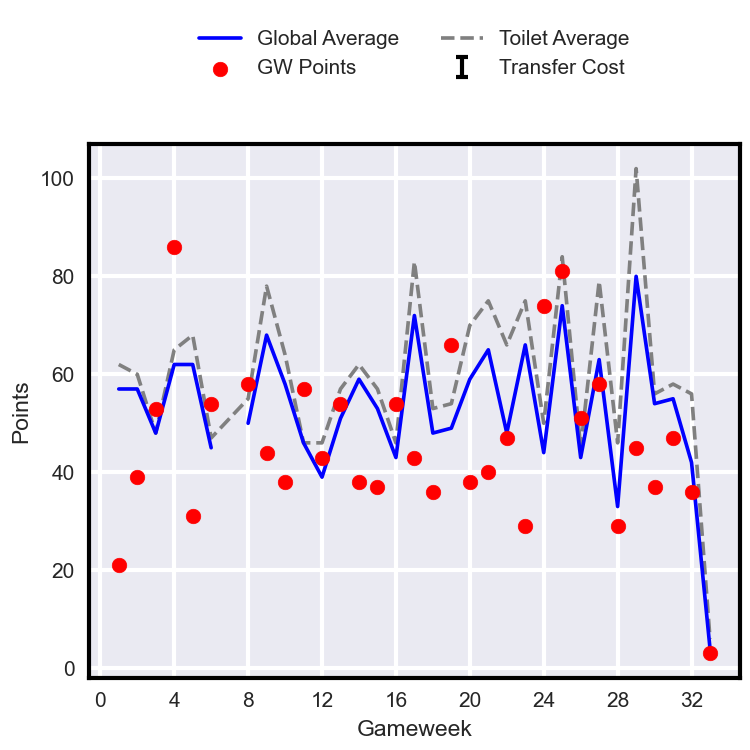 Global Average
Toilet Average
GW Points
Transfer Cost
100
80
60
40
20
0
Points
0 4 8 12 16 20 24 28 32
Gameweek